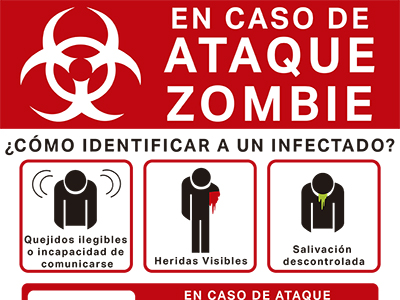 EN CASO DE
ATAQUE
ZOMBIE
¿CÓMO IDENTIFICAR A UN INFECTADO?
Quejidos ilegibles
o incapacidad de
comunicarse
Heridas Visibles
Salivación
descontrolada
EN CASO DE ATAQUE